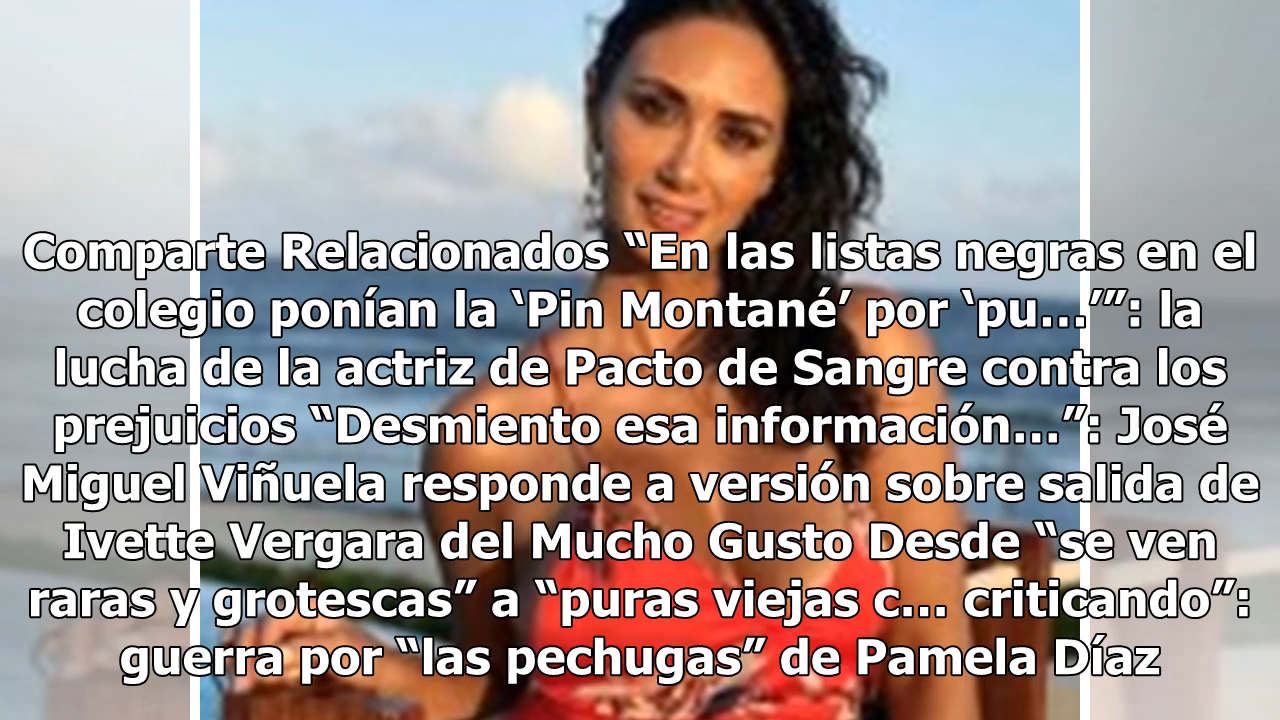 Comparte Relacionados “En las listas negras en el
colegio ponían la ‘Pin Montané’ por ‘pu...’”: la
lucha de la actriz de Pacto de Sangre contra los
prejuicios “Desmiento esa información...”: José
Miguel Viñuela responde a versión sobre salida de
Ivette Vergara del Mucho Gusto Desde “se ven
raras y grotescas” a “puras viejas c... criticando”:
guerra por “las pechugas” de Pamela Díaz